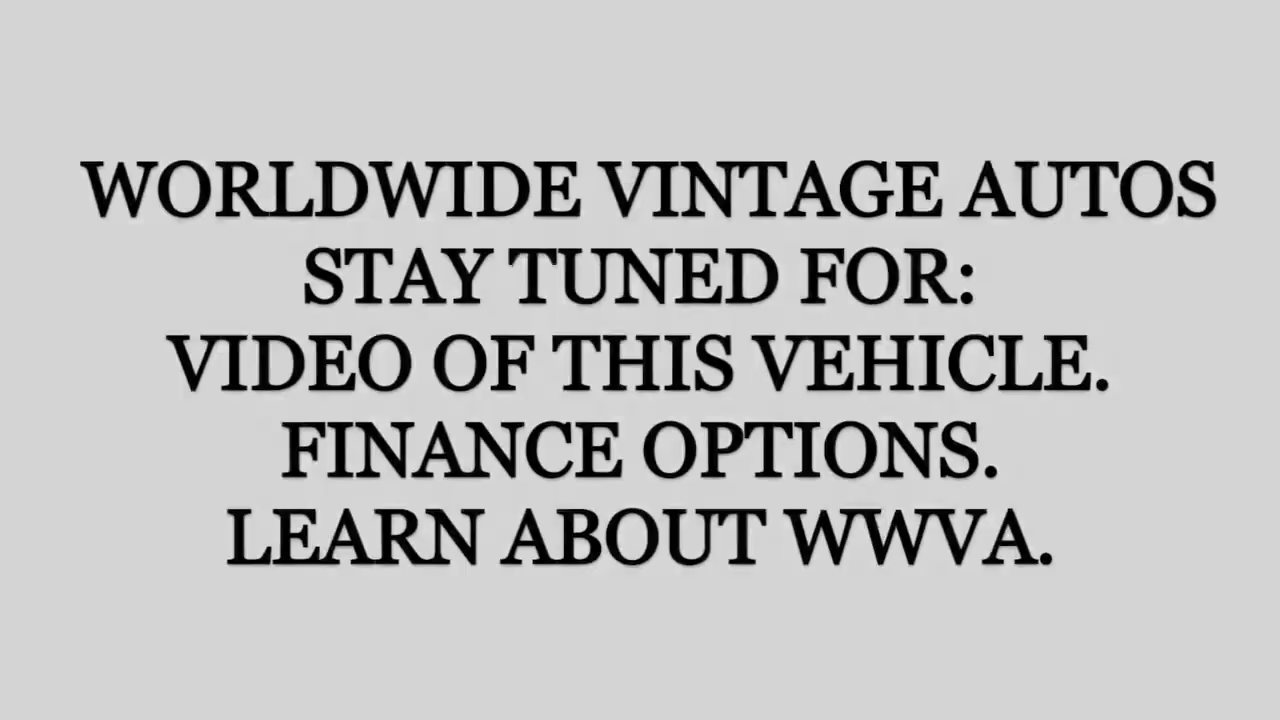 WORLDWIDE VINTAGE AUTOS
STAY TUNED FOR:
VIDEO OF THIS VEHICLE.
FINANCE OPTIONS.
LEARN ABOUT WWVA.